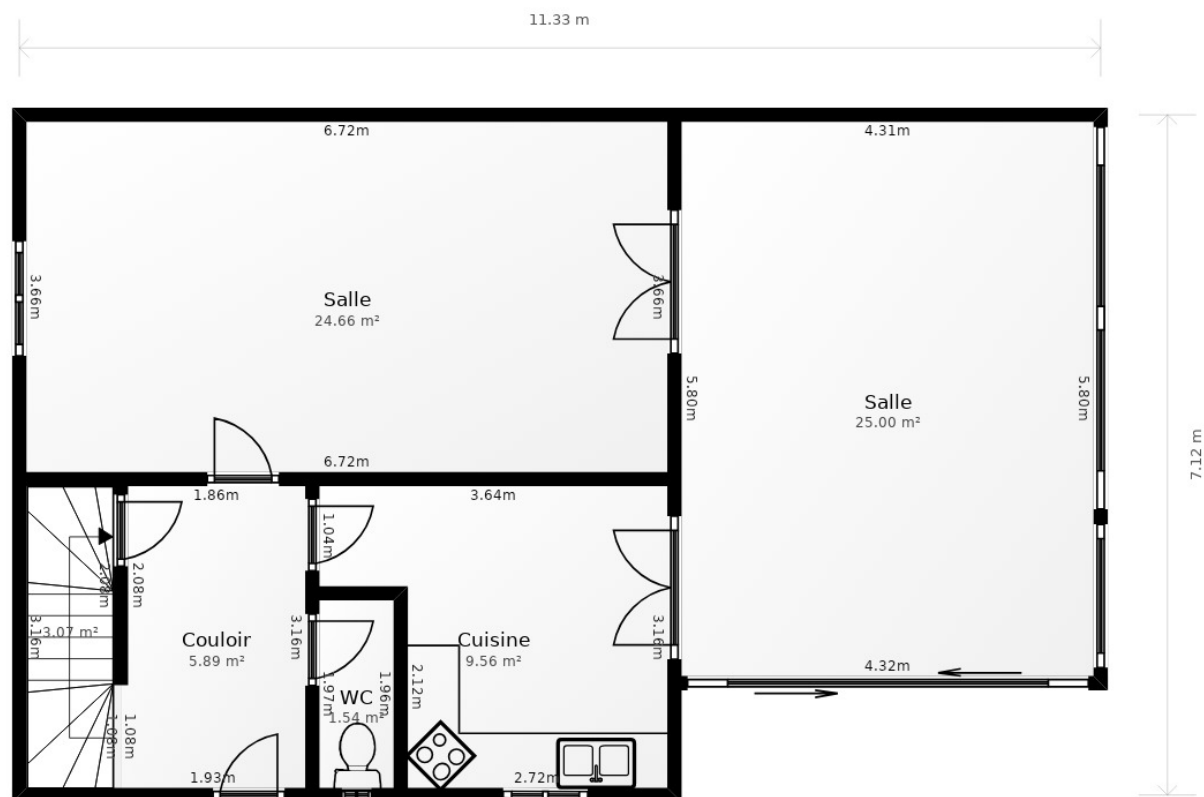 11.33 m
6.72m
4.31m
3.66m
3.66m
Salle
24.66 m²
5.80m
5.80m
Salle
25.00 m²
7.12 m
6.72m
1.86m
3.64m
1.04m
2.08m
2.08m
3.16m
3.07 m²
Couloir
5.89 m²
3.16m
Cuisine
9.56 m²
3.16m
4.32m
2.12m
1.97m
1.96m
WC
1.54 m²
1.08m
1.08m
1.93m
2.72m